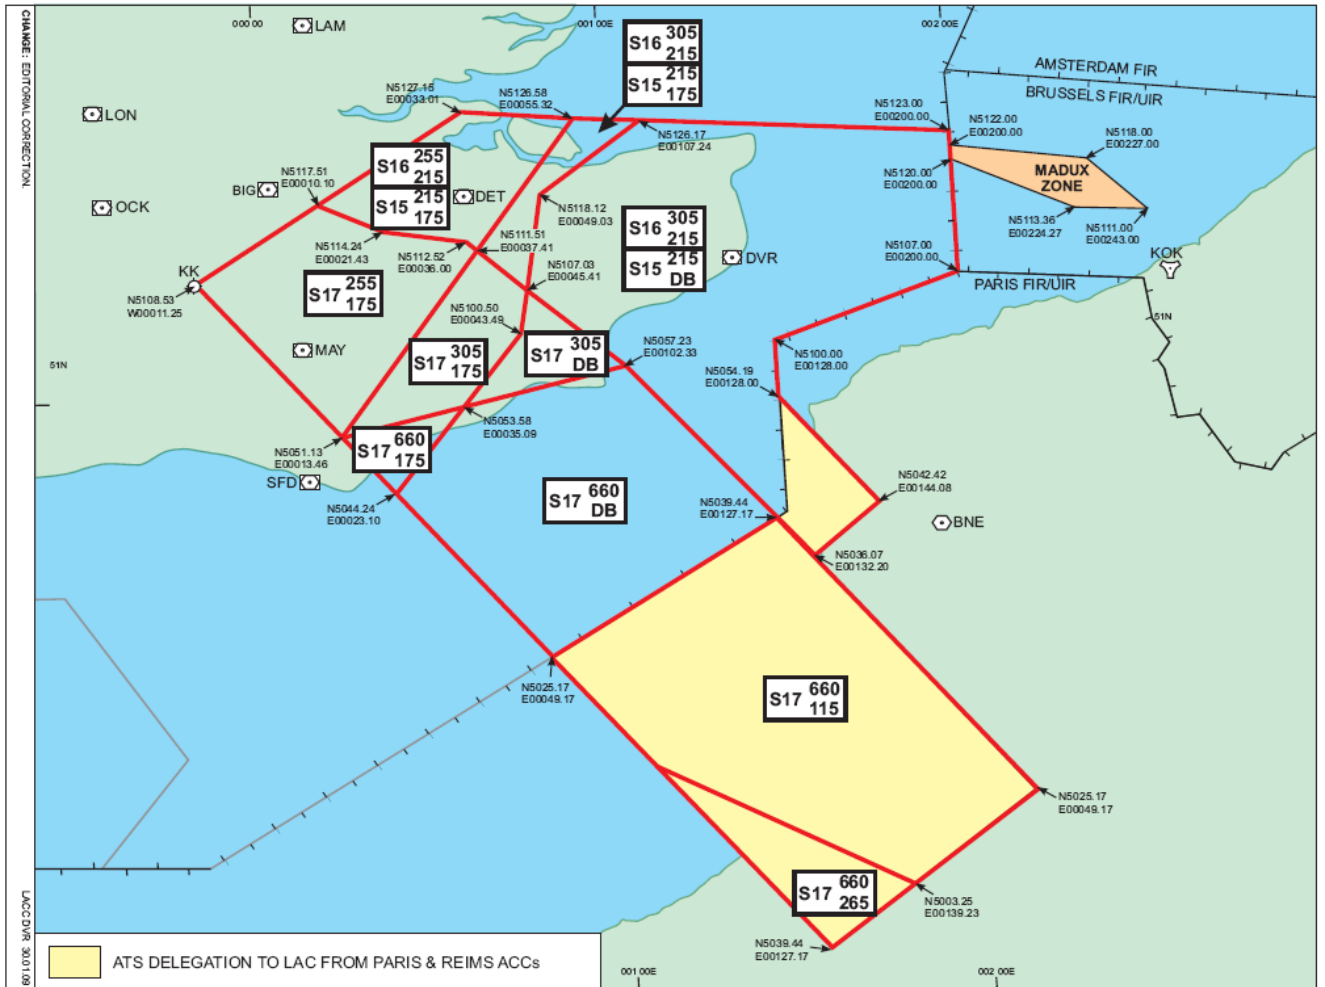 CHANGE: EDITORIAL CORRECTION.
LACC DVR 30.01.09
000 00E
001 00E
002 00E
LAM
S16 305
215
S15 215
175
AMSTERDAM FIR
BRUSSELS FIR/UIR
N5127.15
E00033.01
N5126.58
E00055.32
LON
N5123.00
E00200.00
N5122.00
E00200.00
N5126.17
E00107.24
N5118.00
E00227.00
S16 255
215
S15 215
175
N5117.51
E00010.10
BIG
DET
N5120.00
E00200.00
MADUX
ZONE
OCK
N5118.12
E00049.03
S16 305
215
S15 215
DB
N5113.36
E00224.27
N5111.00
E00243.00
N5114.24
E00021.43
N5112.52
E00036.00
N5111.51
E00037.41
N5107.00
E00200.00
DVR
KOK
KK
N5108.53
W00011.25
S17 255
175
N5107.03
E00045.41
PARIS FIR/UIR
N5100.50
E00043.49
51N
MAY
51N
S17 305
175
S17 305
DB
N5057.23
E00102.33
N5100.00
E00128.00
N5054.19
E00128.00
N5053.58
E00035.09
S17 660
175
N5051.13
E00013.46
SFD
N5044.24
E00023.10
S17 660
DB
N5042.42
E00144.08
N5039.44
E00127.17
BNE
N5036.07
E00132.20
N5025.17
E00049.17
S17 660
115
N5025.17
E00049.17
S17 660
265
N5003.25
E00139.23
N5039.44
E00127.17
ATS DELEGATION TO LAC FROM PARIS & REIMS ACCs
001 00E
002 00E